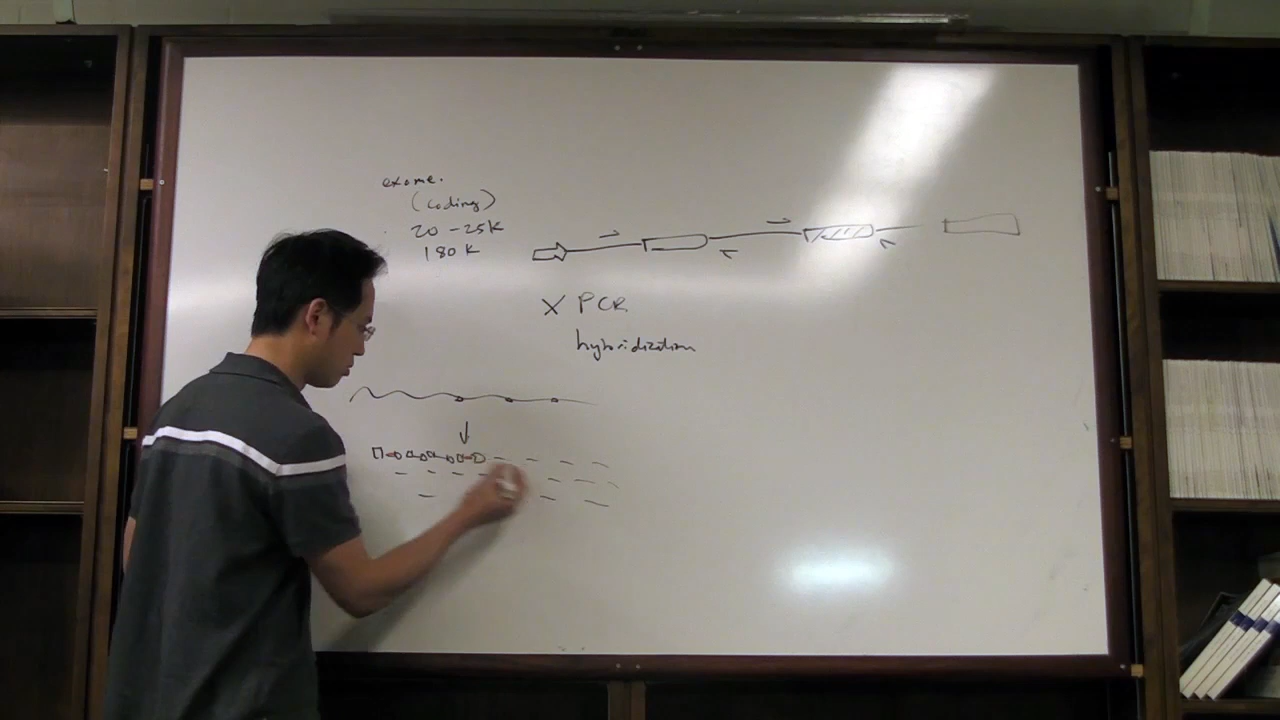 exome.
(coding)
20-25K
180K
X PCR
hybridization